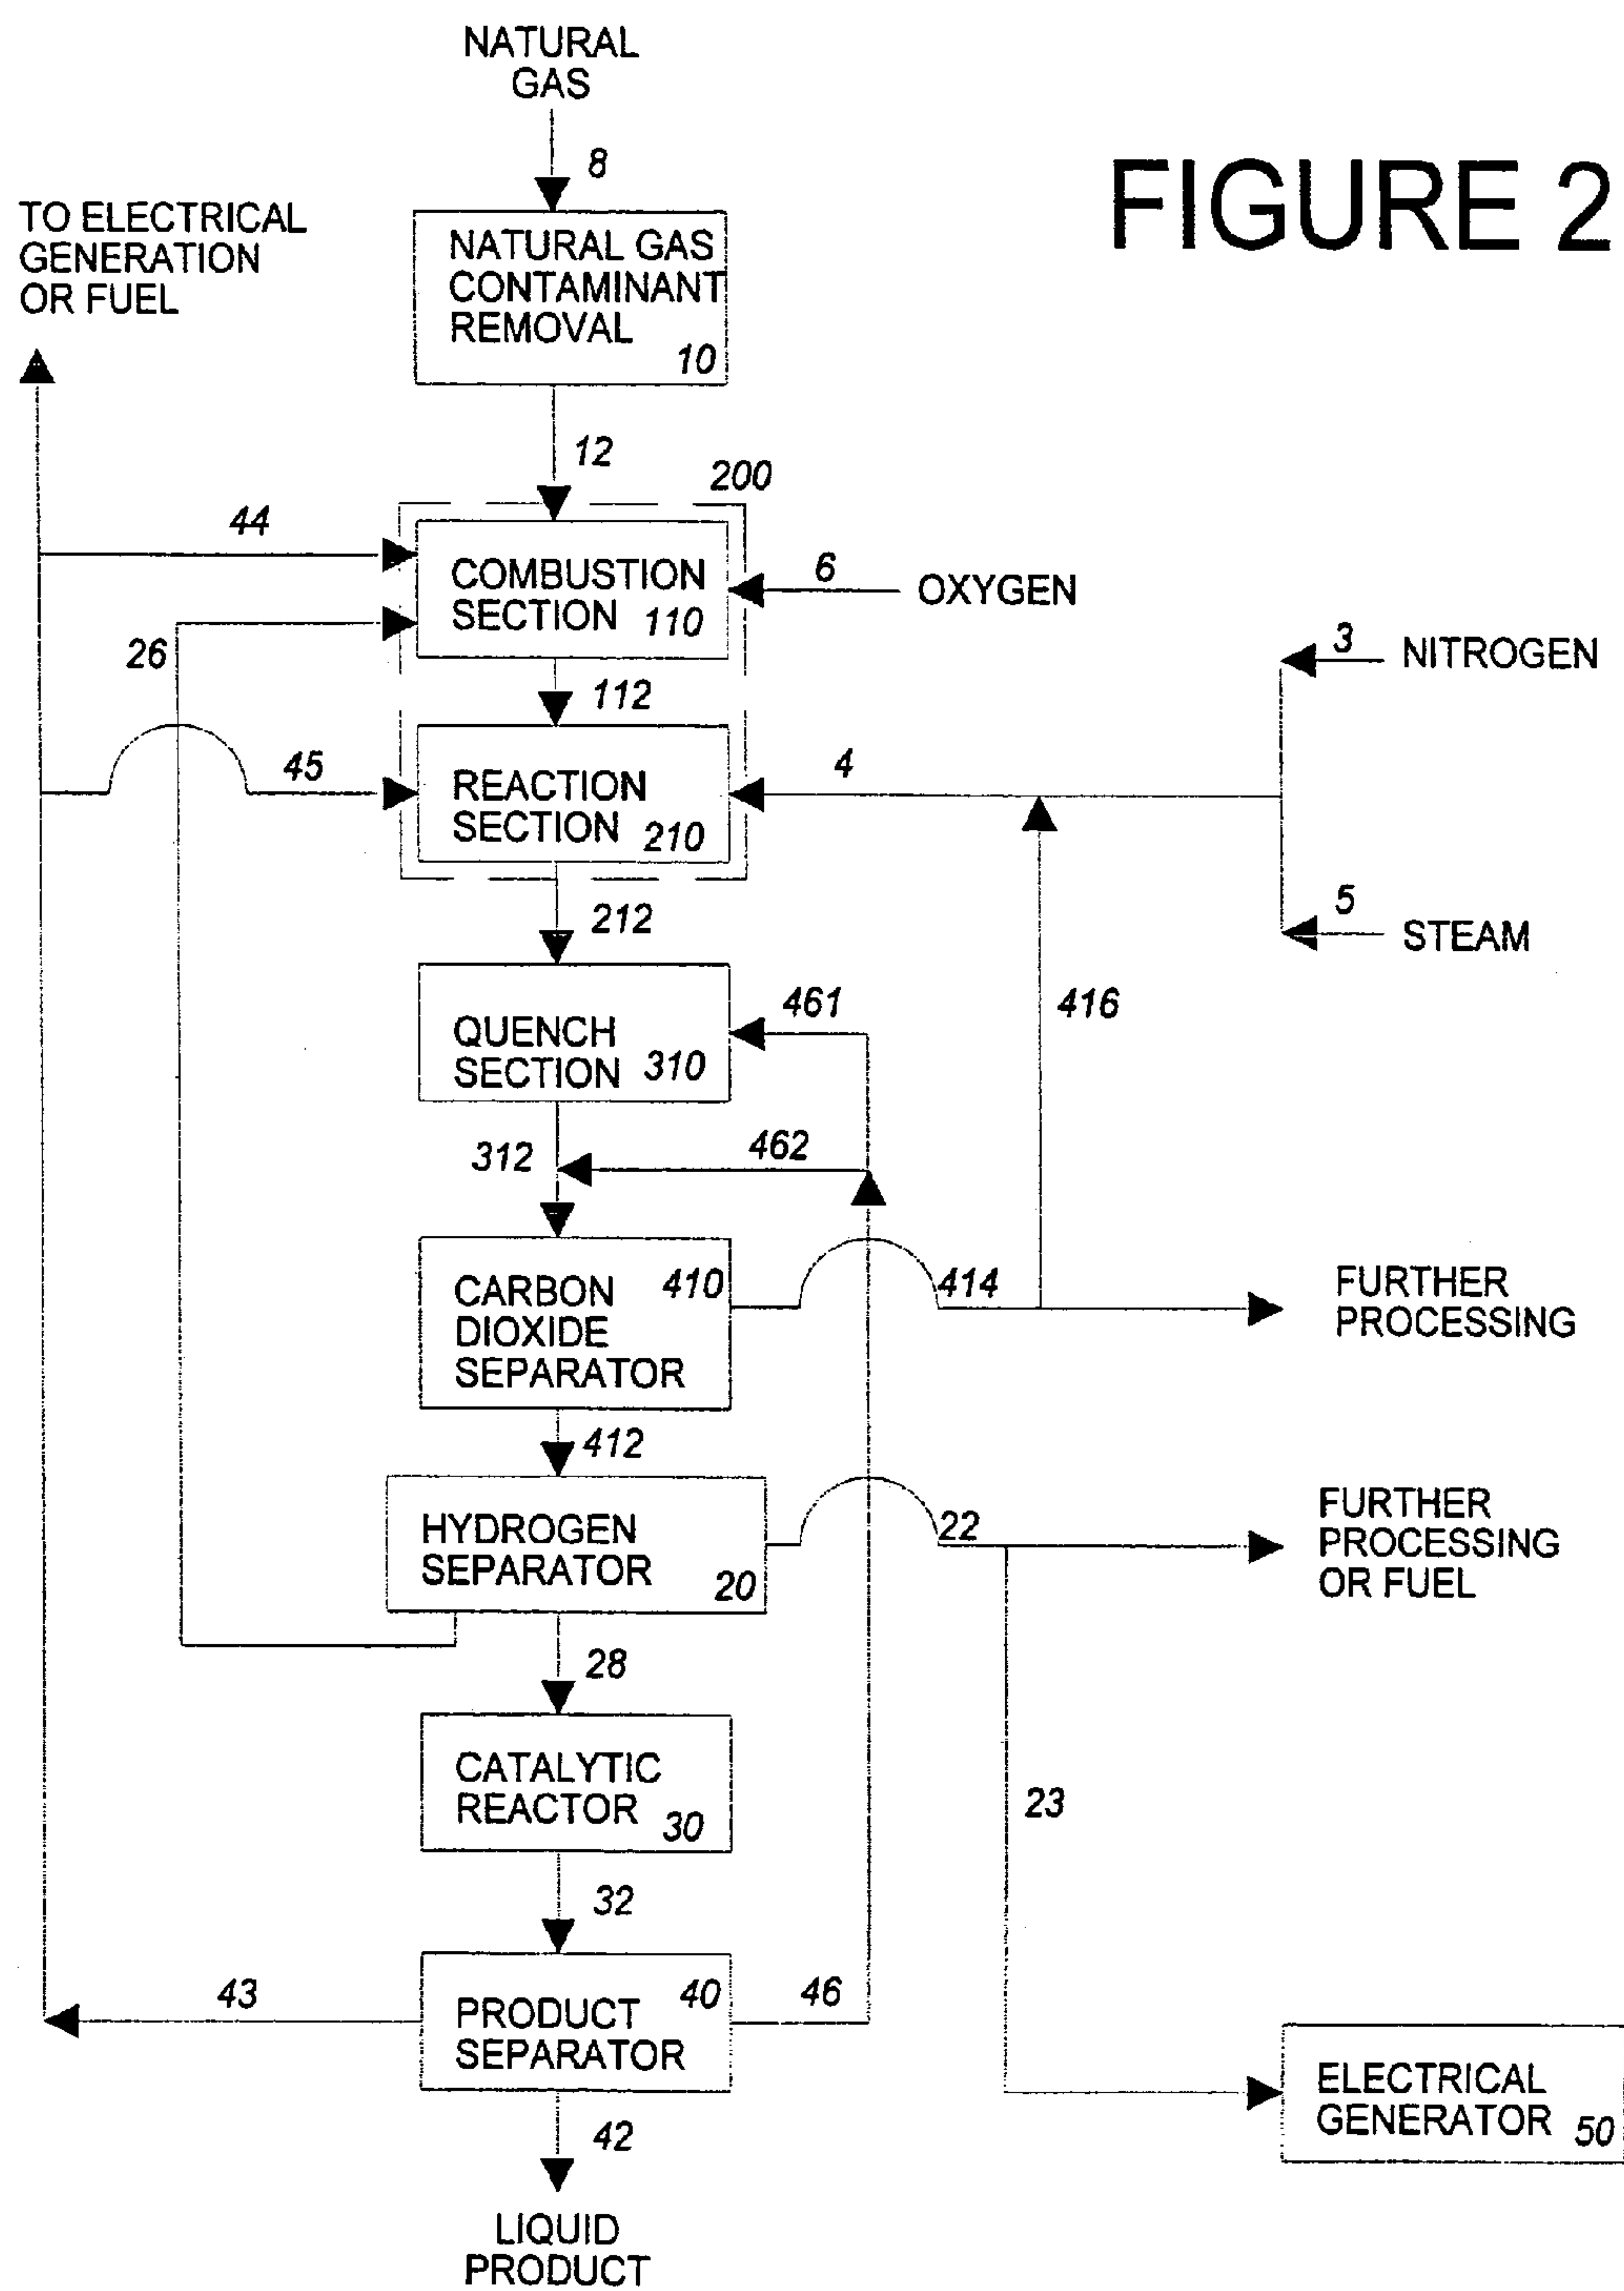 NATURAL
GAS
8
FIGURE 2
TO ELECTRICAL
GENERATION
OR FUEL
NATURAL GAS
CONTAMINANT
REMOVAL
10
12
200
44
COMBUSTION
SECTION 110
6
OXYGEN
26
3
NITROGEN
112
45
REACTION
SECTION
210
4
212
5
STEAM
461
416
QUENCH
SECTION 310
312
462
CARBON
DIOXIDE
SEPARATOR
410
414
FURTHER
PROCESSING
412
HYDROGEN
SEPARATOR
20
22
FURTHER
PROCESSING
OR FUEL
28
CATALYTIC
REACTOR
30
23
32
43
PRODUCT
SEPARATOR
40
46
ELECTRICAL
GENERATOR 50
42
LIQUID
PRODUCT